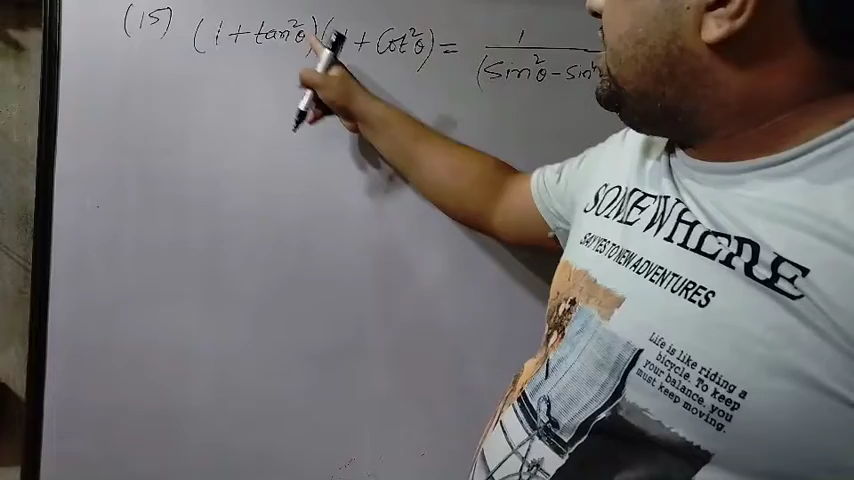 (15) (1 + tan²θ)(1 + Cot²θ) = 1
(Sin²θ - Sin
SOMEWHERE
SAY YES TO NEW ADVENTURES
Life is like riding a
bicycle. To keep
your balance, you
must keep moving.